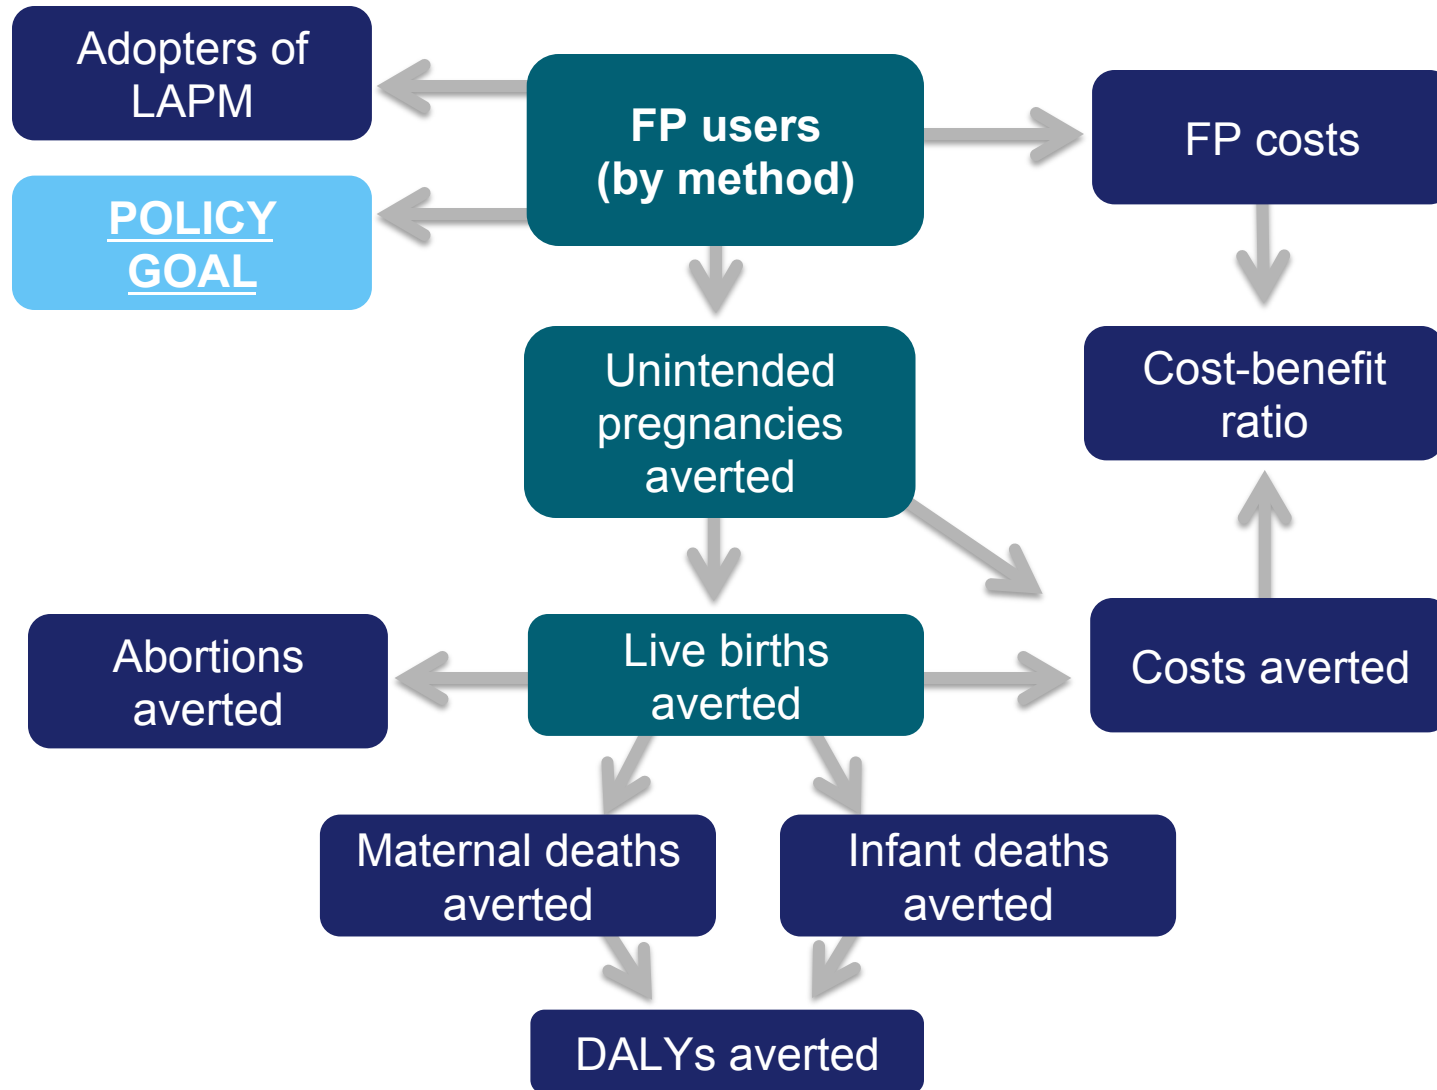 Adopters of
LAPM
FP users
(by method)
FP costs
POLICY
GOAL
Unintended
pregnancies
averted
Cost-benefit
ratio
Abortions
averted
Live births
averted
Costs averted
Maternal deaths
averted
Infant deaths
averted
DALYs averted